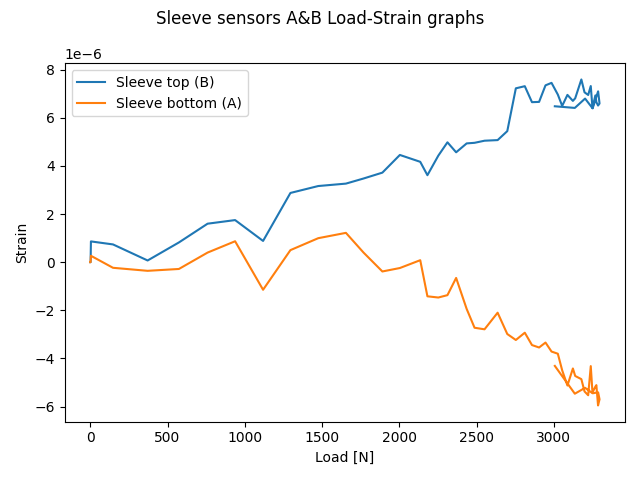 Sleeve sensors A&B Load-Strain graphs
1e−6
8
6
4
2
0
−2
−4
−6
Strain
Sleeve top (B)
Sleeve bottom (A)
0 500 1000 1500 2000 2500 3000
Load [N]